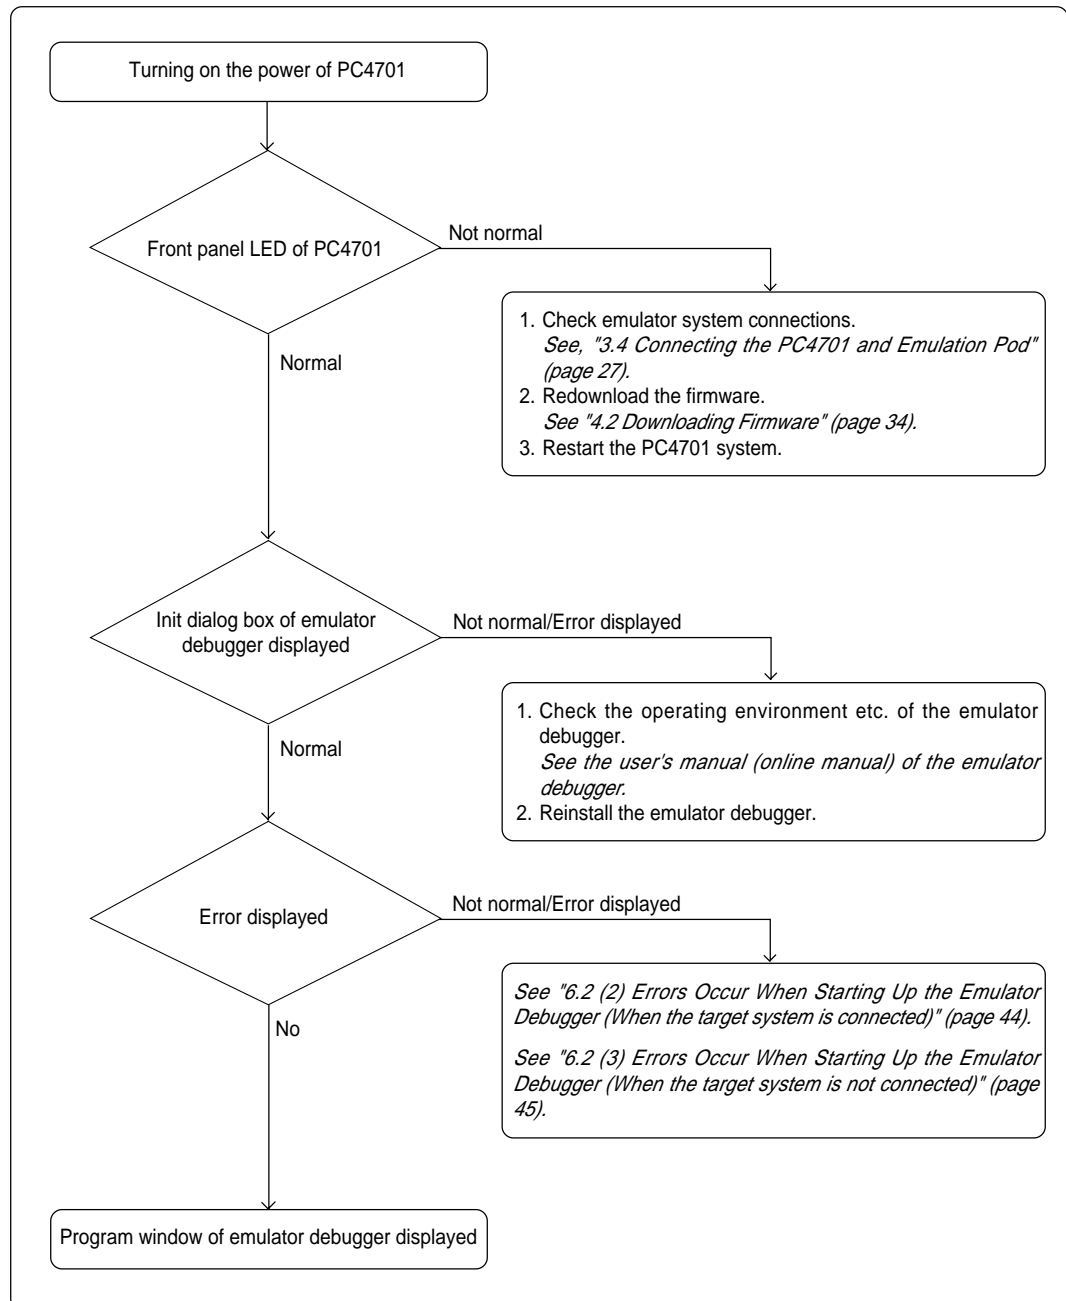 Turning on the power of PC4701
Front panel LED of PC4701
Not normal
Normal
1. Check emulator system connections.
See, "3.4 Connecting the PC4701 and Emulation Pod"
(page 27).
2. Redownload the firmware.
See "4.2 Downloading Firmware" (page 34).
3. Restart the PC4701 system.
Init dialog box of emulator
debugger displayed
Not normal/Error displayed
Normal
1. Check the operating environment etc. of the emulator
debugger.
See the user's manual (online manual) of the emulator
debugger.
2. Reinstall the emulator debugger.
Error displayed
Not normal/Error displayed
No
See "6.2 (2) Errors Occur When Starting Up the Emulator
Debugger (When the target system is connected)" (page 44).
See "6.2 (3) Errors Occur When Starting Up the Emulator
Debugger (When the target system is not connected)" (page
45).
Program window of emulator debugger displayed